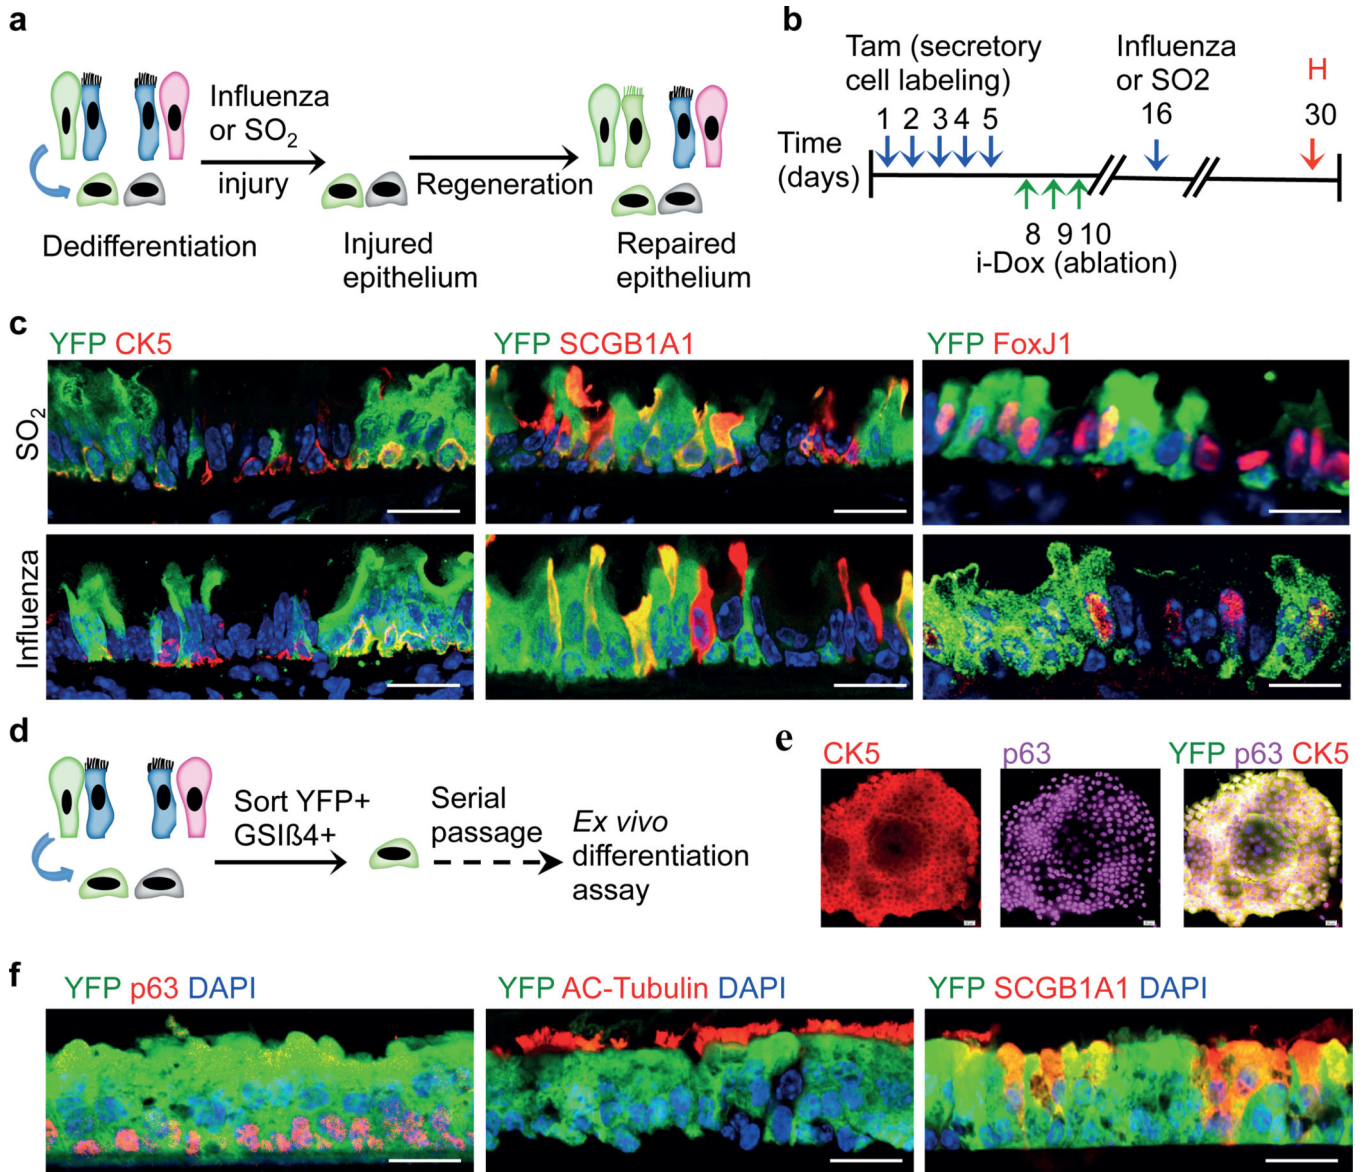 a
Influenza
or SO2
injury
Regeneration
Dedifferentiation
Injured
epithelium
Repaired
epithelium
b
Tam (secretory
cell labeling)
Influenza
or SO2
H
1 2 3 4 5
16
30
Time
(days)
8 9 10
i-Dox (ablation)
c
YFP CK5
YFP SCGB1A1
YFP FoxJ1
SO2
Influenza
d
Sort YFP+
GSIß4+
Serial
passage
Ex vivo
differentiation
assay
e
CK5
p63
YFP p63 CK5
f
YFP p63 DAPI
YFP AC-Tubulin DAPI
YFP SCGB1A1 DAPI